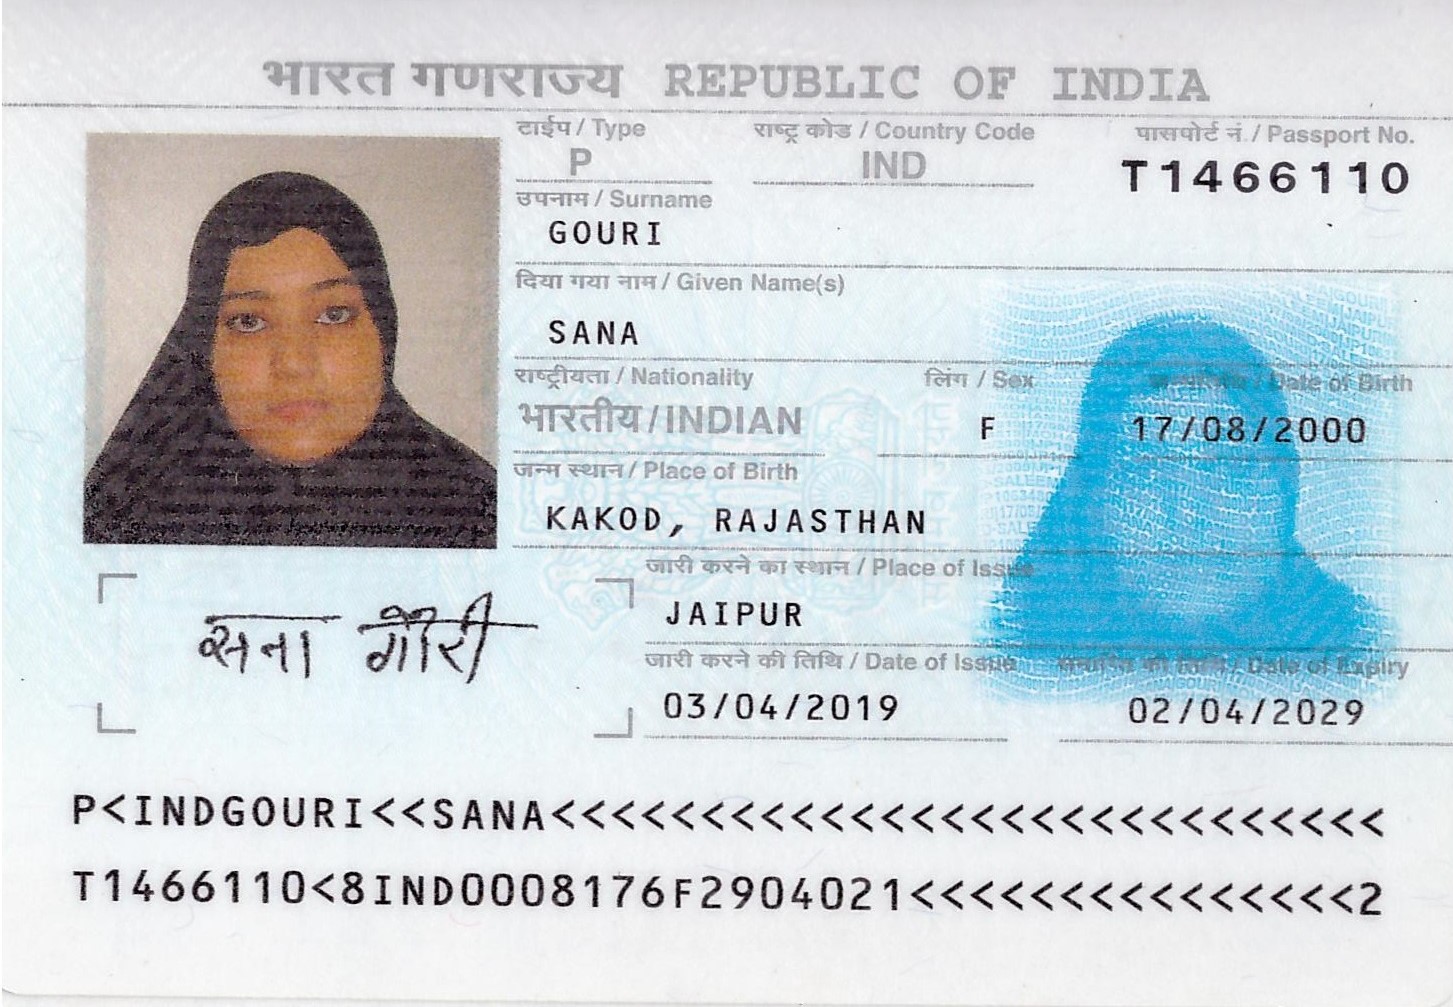 भारत गणराज्य REPUBLIC OF INDIA
टाईप / Type राष्ट्र कोड / Country Code पासपोर्ट नं. / Passport No.
P IND T1466110
उपनाम / Surname
GOURI
दिया गया नाम / Given Name(s)
SANA
राष्ट्रीयता / Nationality लिंग / Sex Date of Birth
भारतीय / INDIAN F 17/08/2000
जन्म स्थान / Place of Birth
KAKOD, RAJASTHAN
जारी करने का स्थान / Place of Issue
JAIPUR
सना गौरी
जारी करने की तिथि / Date of Issue समाप्ति की तिथि / Date of Expiry
03/04/2019 02/04/2029
P<INDGOURI<<SANA<<<<<<<<<<<<<<<<<<<<<<<<<<<<
T1466110<8IND0008176F2904021<<<<<<<<<<<<<<<2